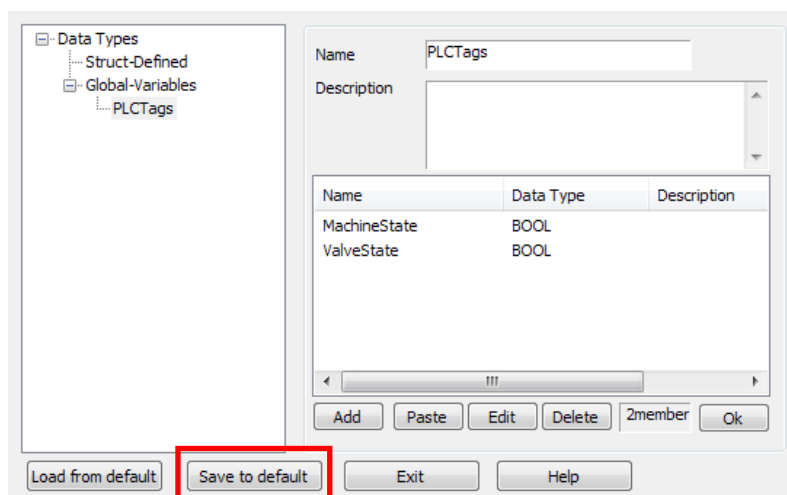 Data Types
Struct-Defined
Global-Variables
PLCTags
Name PLCTags
Description
Name Data Type Description
MachineState BOOL
ValveState BOOL
Add Paste Edit Delete 2member Ok
Load from default Save to default Exit Help